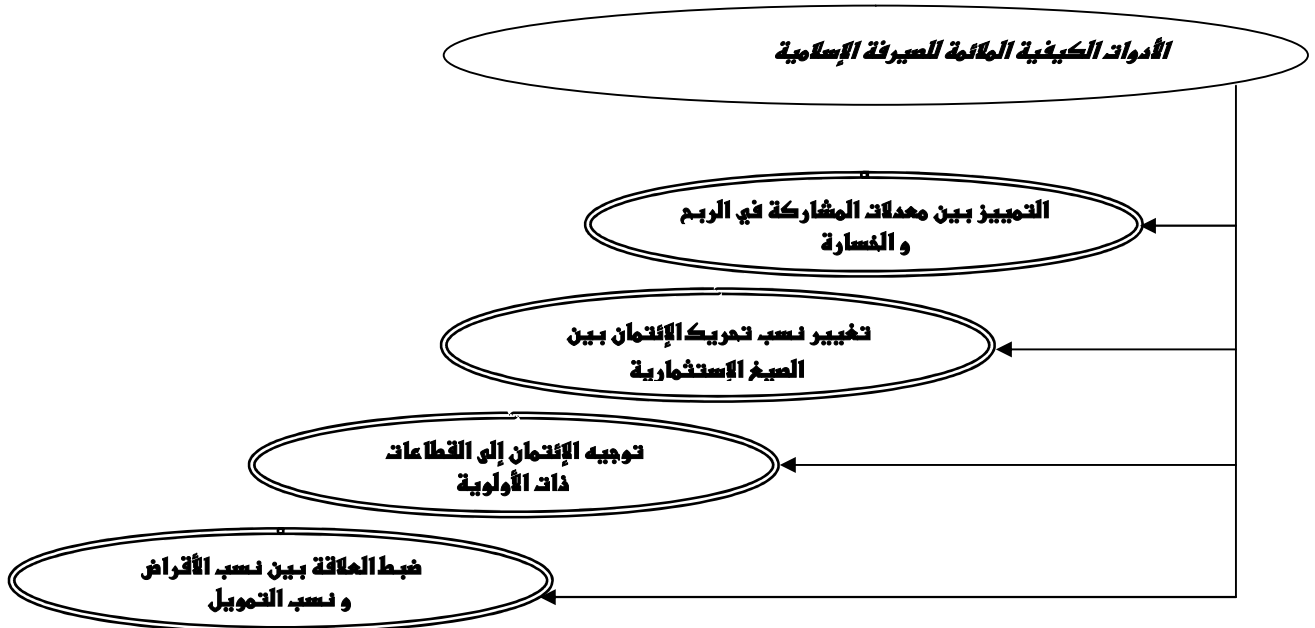 الأدوات الكيفية الملائمة للصيرفة الإسلامية
التمييز بين معدلات المشاركة في الربح
و الخسارة
تغيير نسب تحريك الإئتمان بين
الصيغ الإستثمارية
توجيه الإئتمان إلى القطاعات
ذات الأولوية
ضبط العلاقة بين نسب الأقراض
و نسب التمويل